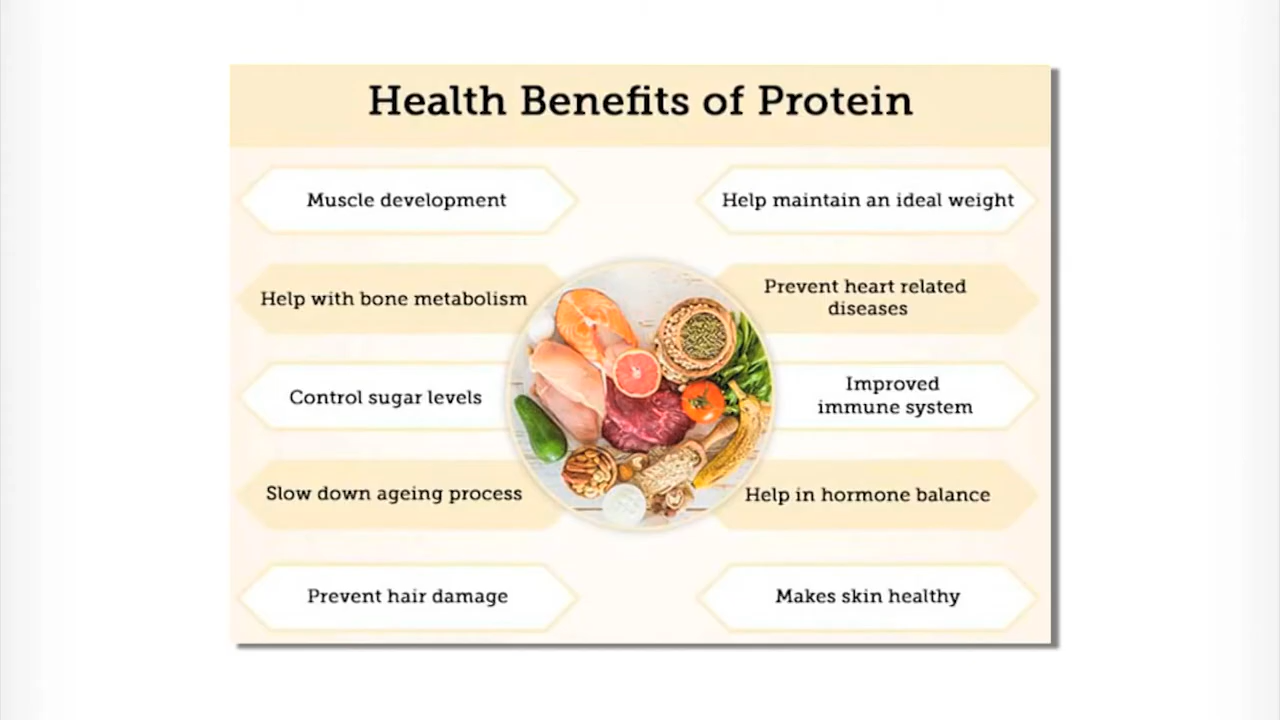 Health Benefits of Protein
Muscle development
Help maintain an ideal weight
Help with bone metabolism
Prevent heart related
diseases
Control sugar levels
Improved
immune system
Slow down ageing process
Help in hormone balance
Prevent hair damage
Makes skin healthy